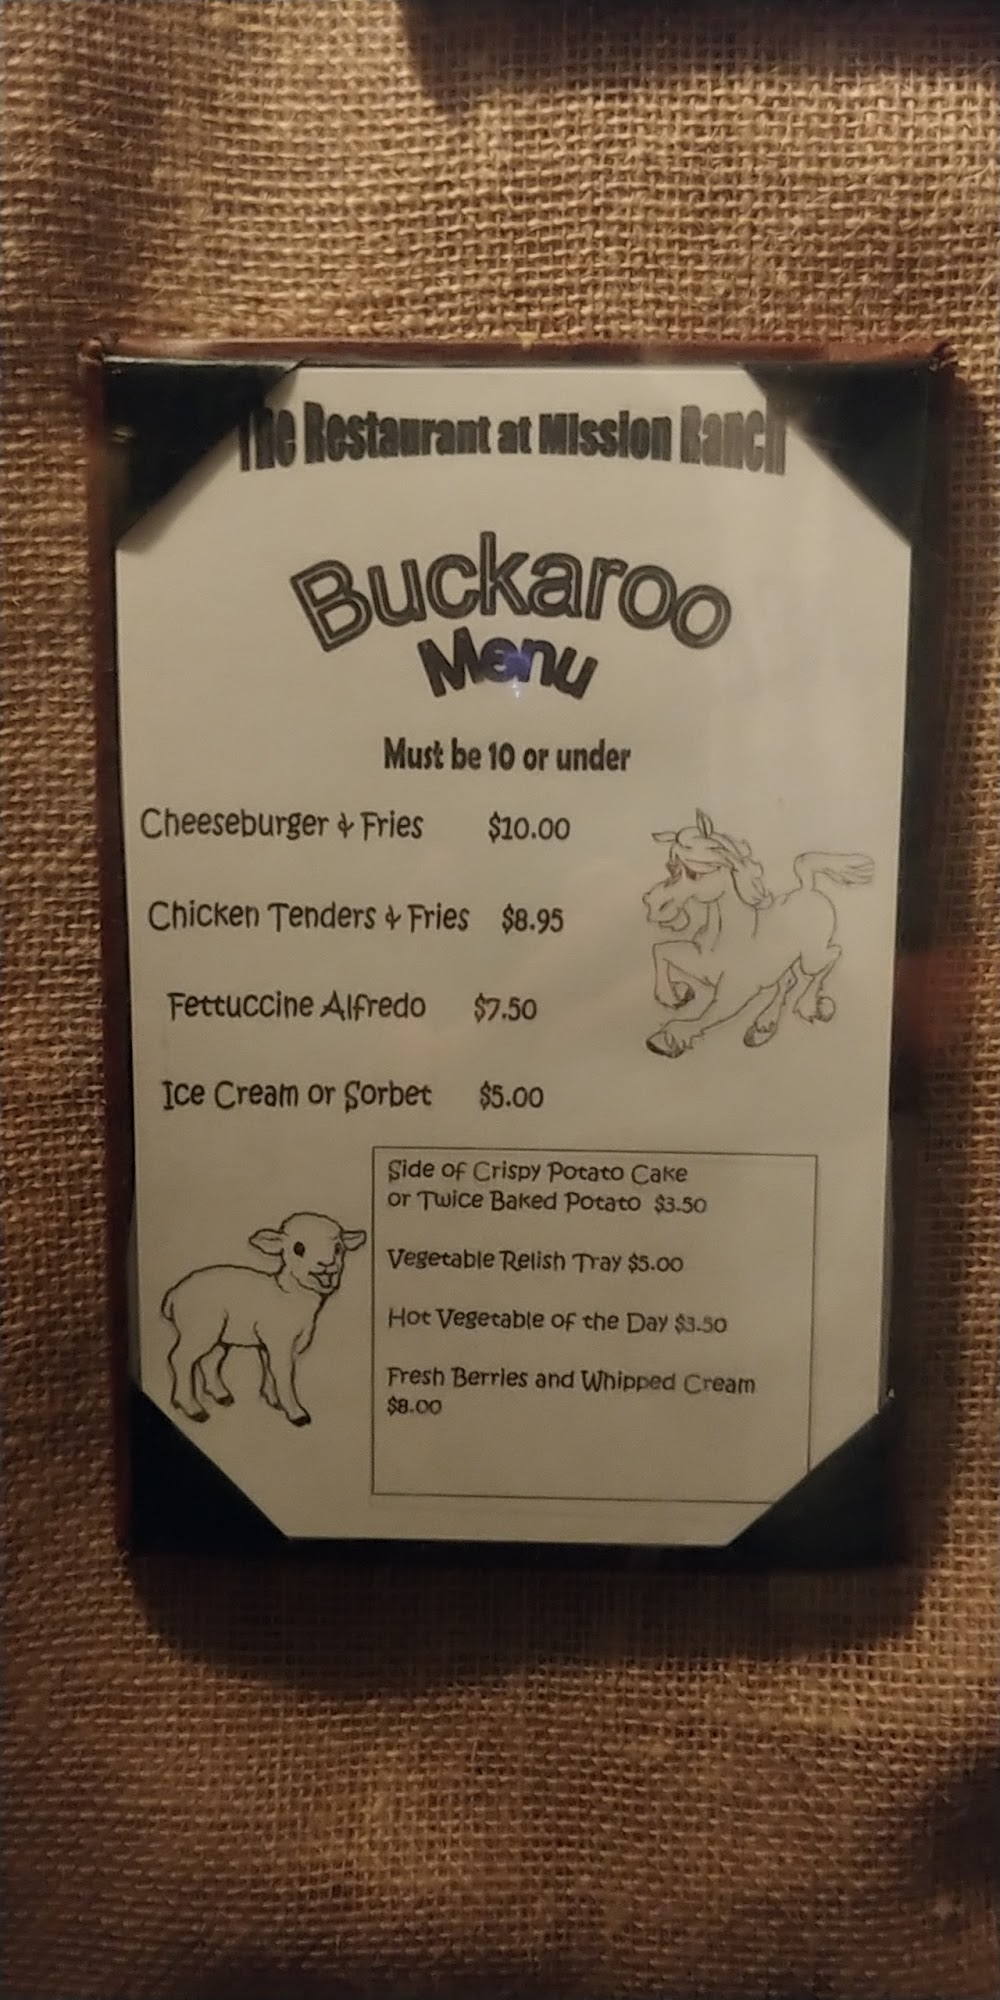 The Restaurant at Mission Ranch
Buckaroo
Menu
Must be 10 or under
Cheeseburger & Fries $10.00
Chicken Tenders & Fries $8.95
Fettuccine Alfredo $7.50
Ice Cream or Sorbet $5.00
Side of Crispy Potato Cake
or Twice Baked Potato $3.50
Vegetable Relish Tray $5.00
Hot Vegetable of the Day $3.50
Fresh Berries and Whipped Cream
$8.00